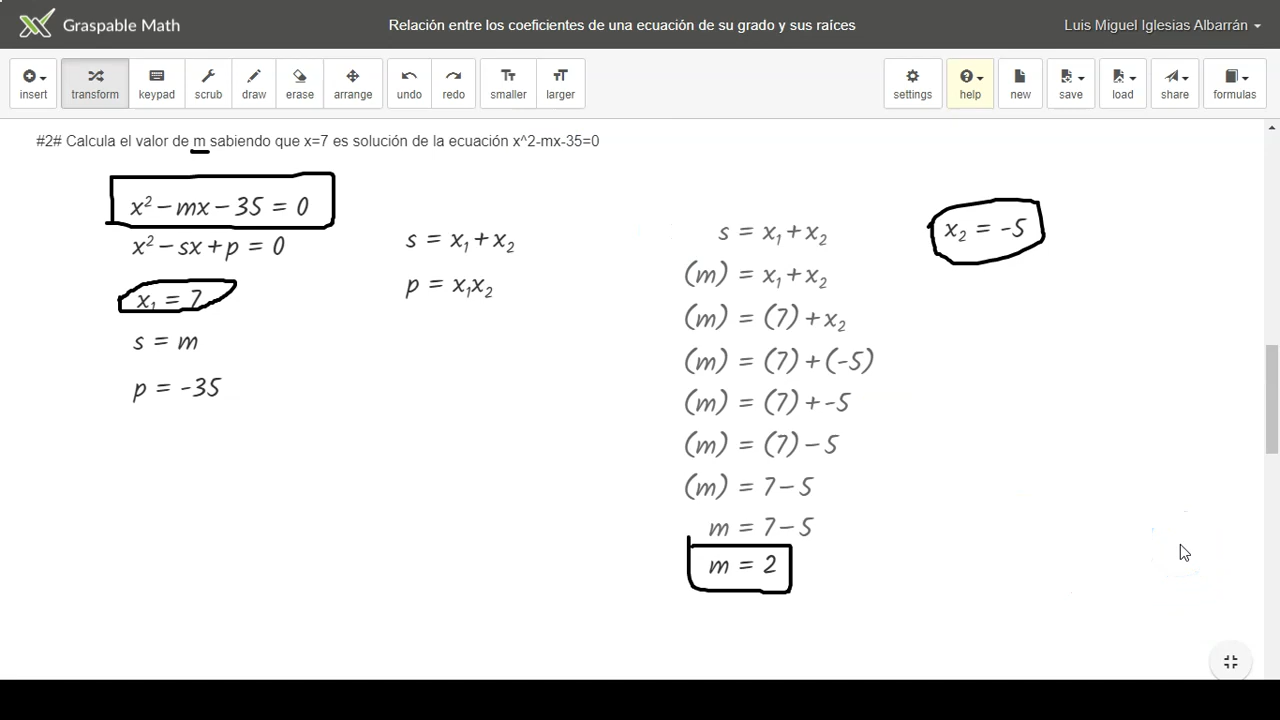 Graspable Math
Relación entre los coeficientes de una ecuación de su grado y sus raíces
Luis Miguel Iglesias Albarrán
insert
transform
keypad
scrub
draw
erase
arrange
undo
redo
smaller
larger
settings
help
new
save
load
share
formulas
#2# Calcula el valor de m sabiendo que x=7 es solución de la ecuación x^2-mx-35=0
x² − mx − 35 = 0
x² − sx + p = 0
x₁ = 7
s = m
p = -35
s = x₁ + x₂
p = x₁x₂
s = x₁ + x₂
(m) = x₁ + x₂
(m) = (7) + x₂
(m) = (7) + (-5)
(m) = (7) + -5
(m) = (7) − 5
(m) = 7 − 5
m = 7 − 5
m = 2
x₂ = -5